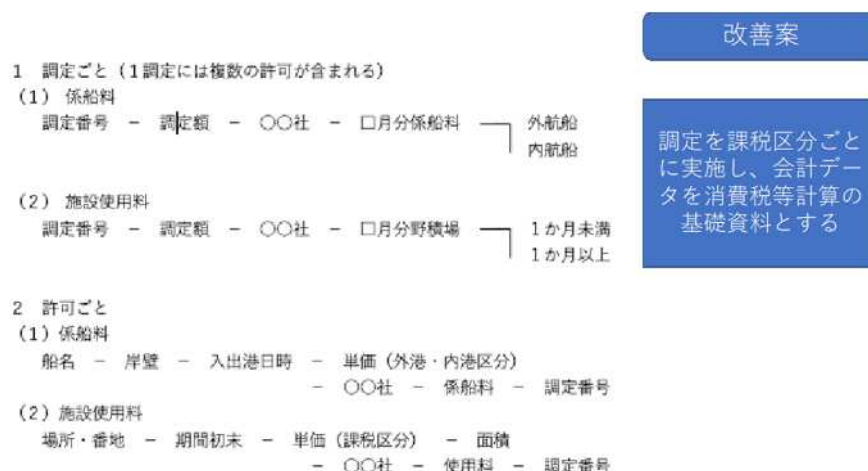 改善案
1 調定ごと（1調定には複数の許可が含まれる）
(1) 係船料
調定番号 － 調定額 － 〇〇社 － □月分係船料 外航船
内航船
調定を課税区分ごと
に実施し、会計デー
タを消費税等計算の
基礎資料とする
(2) 施設使用料
調定番号 － 調定額 － 〇〇社 － □月分野積場 1か月未満
1か月以上
2 許可ごと
(1) 係船料
船名 － 岸壁 － 入出港日時 － 単価（外港・内港区分）
－ 〇〇社 － 係船料 － 調定番号
(2) 施設使用料
場所・番地 － 期間初末 － 単価（課税区分） － 面積
－ 〇〇社 － 使用料 － 調定番号